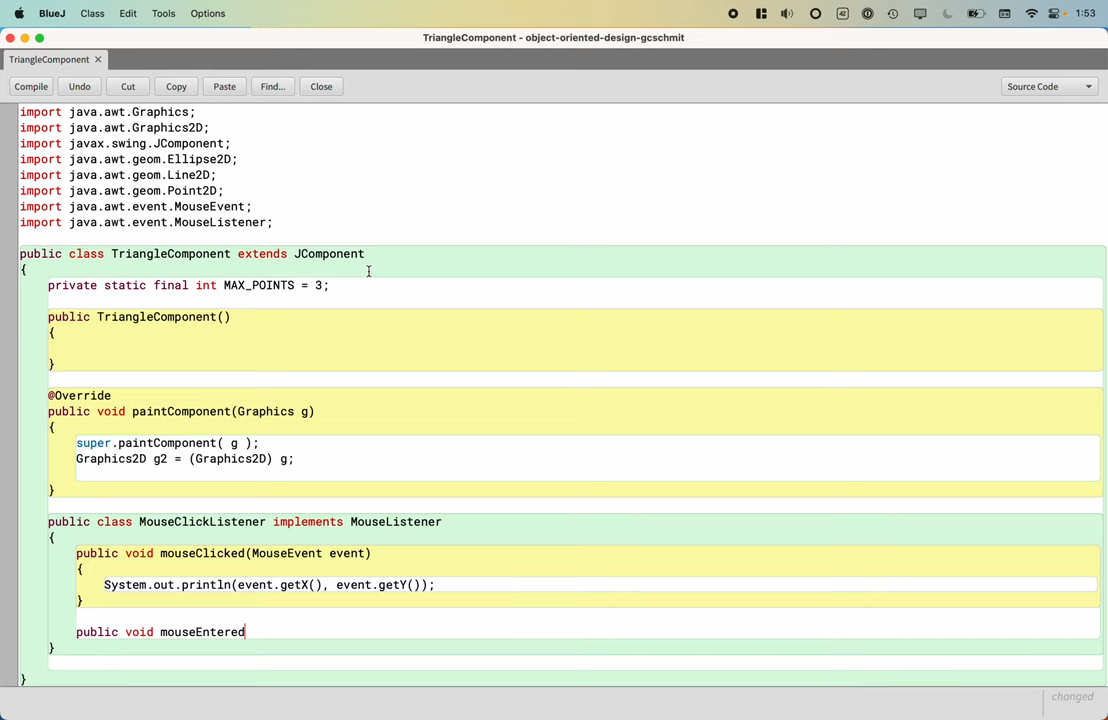 BlueJ Class Edit Tools Options 42 1:53
TriangleComponent - object-oriented-design-gcschmit
TriangleComponent ×
Compile Undo Cut Copy Paste Find... Close Source Code
import java.awt.Graphics;
import java.awt.Graphics2D;
import javax.swing.JComponent;
import java.awt.geom.Ellipse2D;
import java.awt.geom.Line2D;
import java.awt.geom.Point2D;
import java.awt.event.MouseEvent;
import java.awt.event.MouseListener;
public class TriangleComponent extends JComponent
{
private static final int MAX_POINTS = 3;
public TriangleComponent()
{
}
@Override
public void paintComponent(Graphics g)
{
super.paintComponent( g );
Graphics2D g2 = (Graphics2D) g;
}
public class MouseClickListener implements MouseListener
{
public void mouseClicked(MouseEvent event)
{
System.out.println(event.getX(), event.getY());
}
public void mouseEntered
}
}
changed